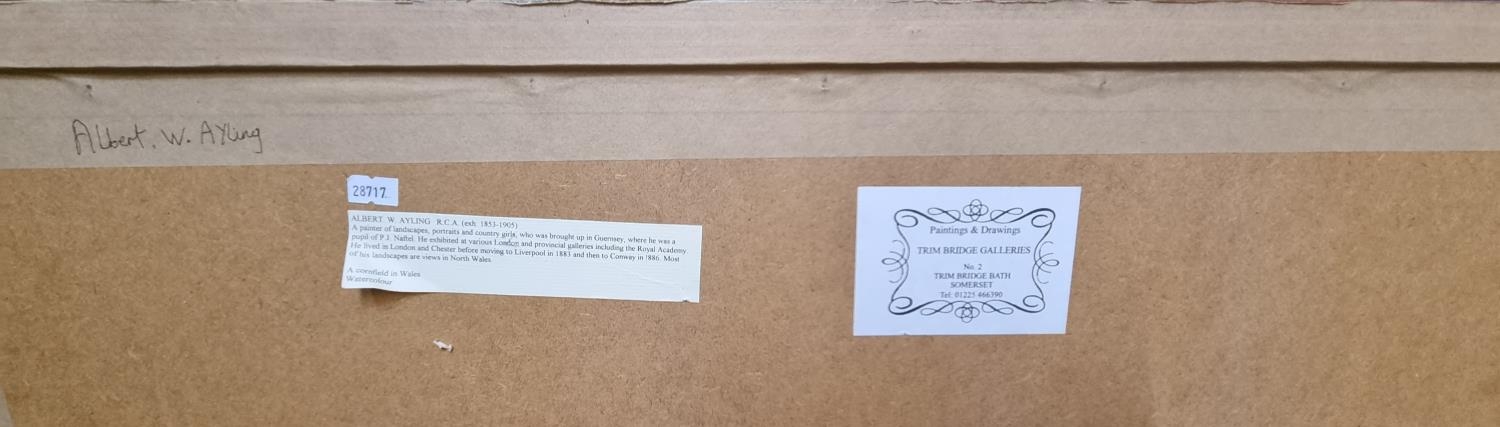 Albert. W. Ayling
28717
ALBERT W. AYLING R.C.A. (exh. 1853-1905)
A painter of landscapes, portraits and country girls, who was brought up in Guernsey, where he was a
pupil of P.J. Naftel. He exhibited at various London and provincial galleries including the Royal Academy.
He lived in London and Chester before moving to Liverpool in 1883 and then to Conway in 1886. Most
of his landscapes are views in North Wales.
A cornfield in Wales
Watercolour
Paintings & Drawings
TRIM BRIDGE GALLERIES
No. 2
TRIM BRIDGE BATH
SOMERSET
Tel: 01225 466390